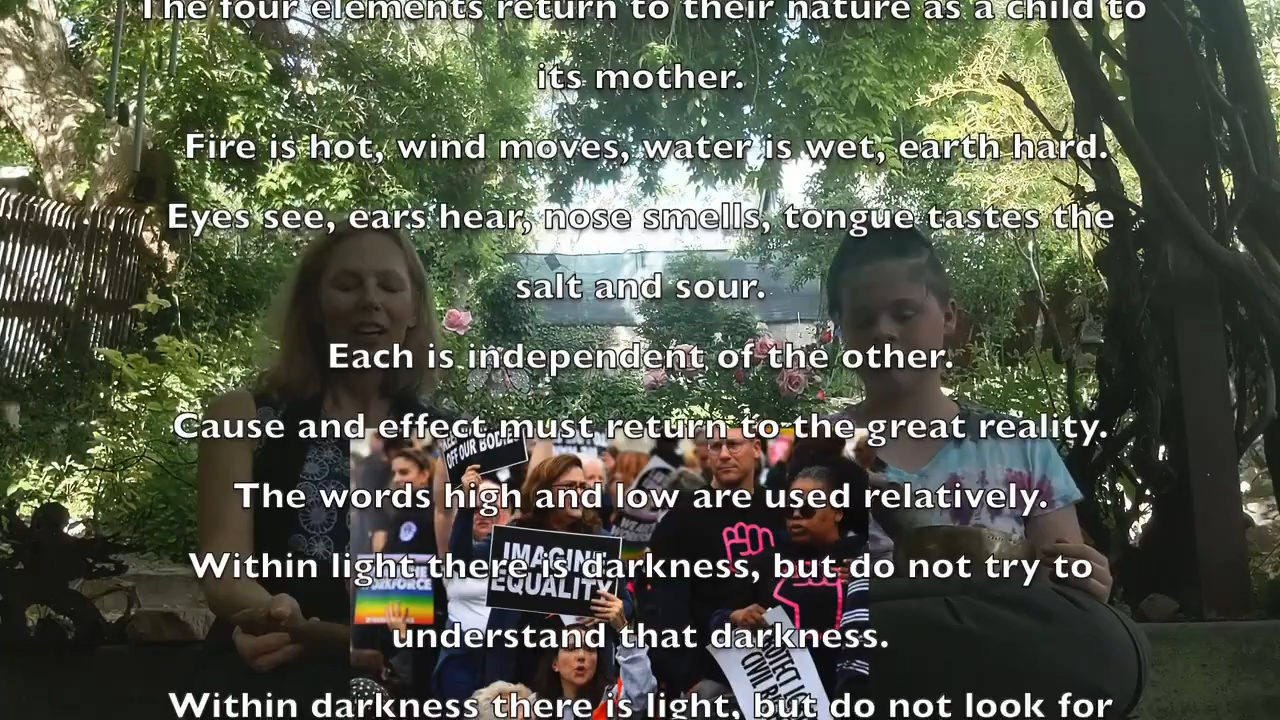 The four elements return to their nature as a child to
its mother.
Fire is hot, wind moves, water is wet, earth hard.
Eyes see, ears hear, nose smells, tongue tastes the
salt and sour.
Each is independent of the other.
Cause and effect must return to the great reality.
OFF OUR BODIES
The words high and low are used relatively.
IMAGINE
EQUALITY
Within light there is darkness, but do not try to
understand that darkness.
Within darkness there is light, but do not look for